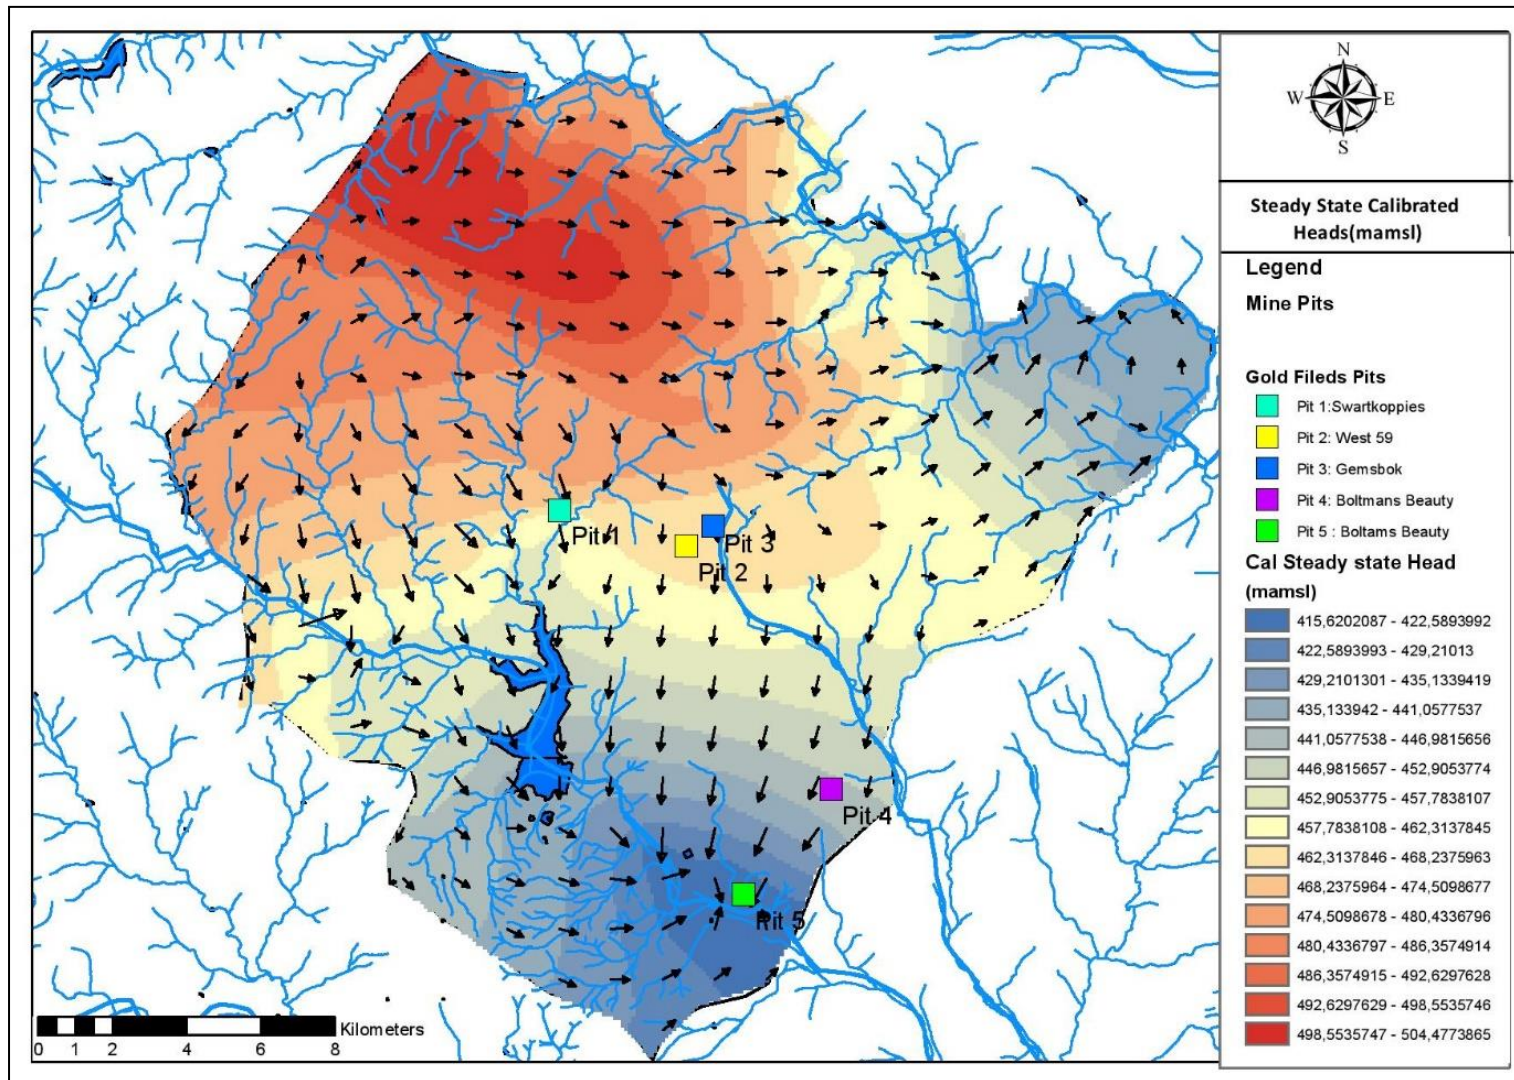 N
W E
S
Steady State Calibrated
Heads(mamsl)
Legend
Mine Pits
Gold Fileds Pits
Pit 1:Swartkoppies
Pit 2: West 59
Pit 3: Gemsbok
Pit 4: Boltmans Beauty
Pit 5 : Boltams Beauty
Cal Steady state Head
(mamsl)
415,6202087 - 422,5893992
422,5893993 - 429,21013
429,2101301 - 435,1339419
435,133942 - 441,0577537
441,0577538 - 446,9815656
446,9815657 - 452,9053774
452,9053775 - 457,7838107
457,7838108 - 462,3137845
462,3137846 - 468,2375963
468,2375964 - 474,5098677
474,5098678 - 480,4336796
480,4336797 - 486,3574914
486,3574915 - 492,6297628
492,6297629 - 498,5535746
498,5535747 - 504,4773865
Pit 1
Pit 3
Pit 2
Pit 4
Pit 5
Kilometers
0 1 2 4 6 8